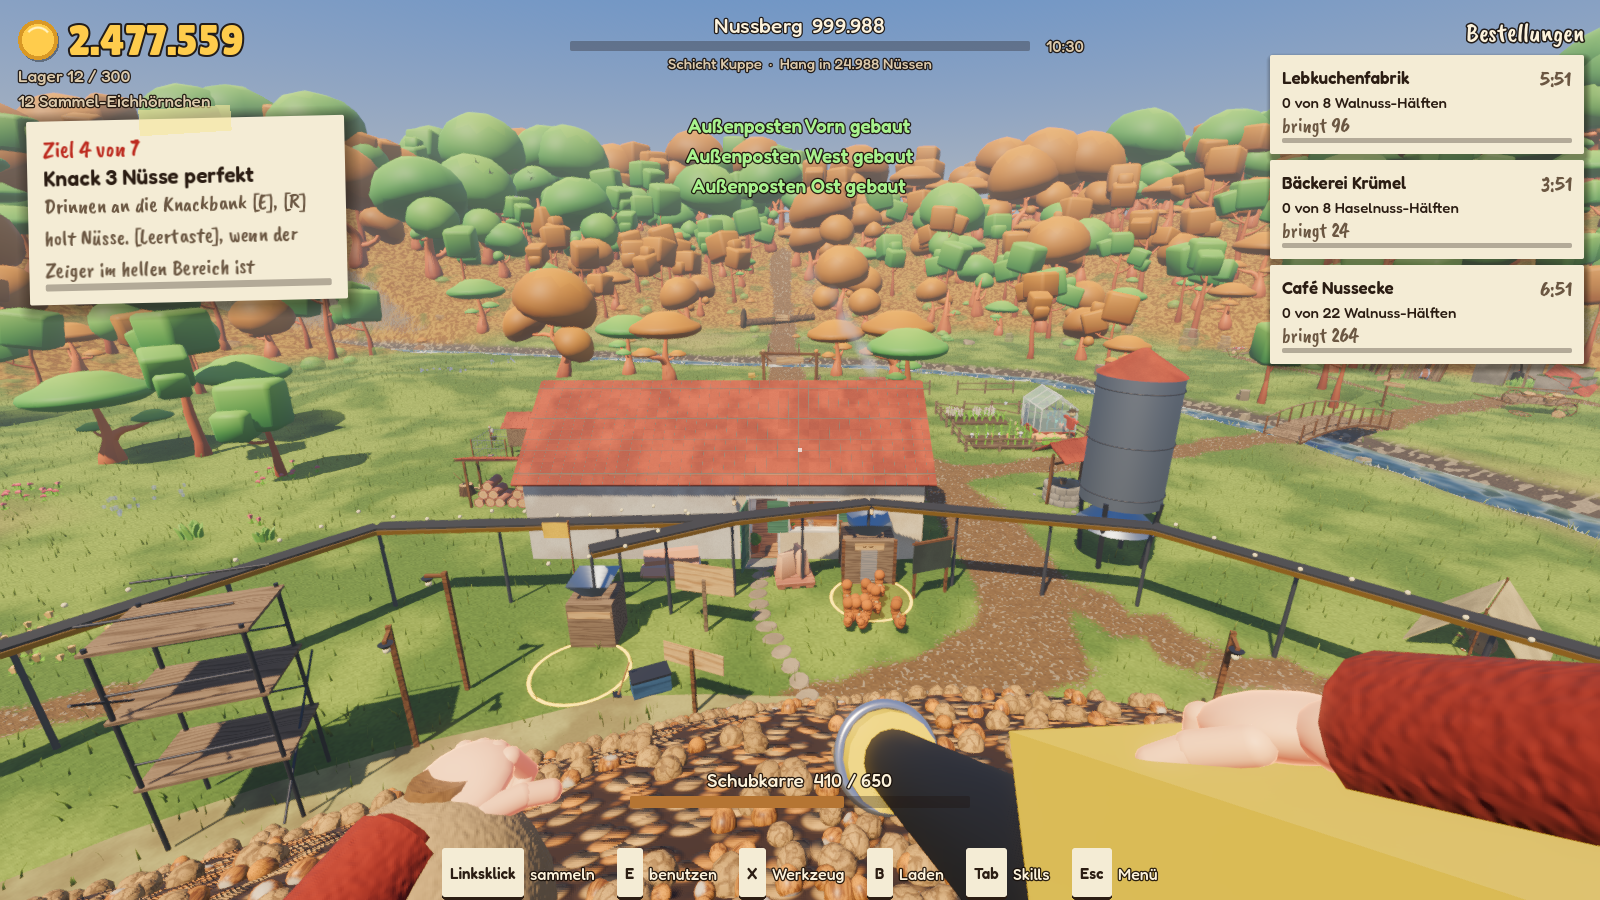 2.477.559
Lager 12 / 300
12 Sammel-Eichhörnchen
Ziel 4 von 7
Knack 3 Nüsse perfekt
Drinnen an die Knackbank [E], [R]
holt Nüsse. [Leertaste], wenn der
Zeiger im hellen Bereich ist
Nussberg 999.988
10:30
Schicht Kuppe · Hang in 24.988 Nüssen
Außenposten Vorn gebaut
Außenposten West gebaut
Außenposten Ost gebaut
Bestellungen
Lebkuchenfabrik 5:51
0 von 8 Walnuss-Hälften
bringt 96
Bäckerei Krümel 3:51
0 von 8 Haselnuss-Hälften
bringt 24
Café Nussecke 6:51
0 von 22 Walnuss-Hälften
bringt 264
Schubkarre 410 / 650
Linksklick sammeln E benutzen X Werkzeug B Laden Tab Skills Esc Menü